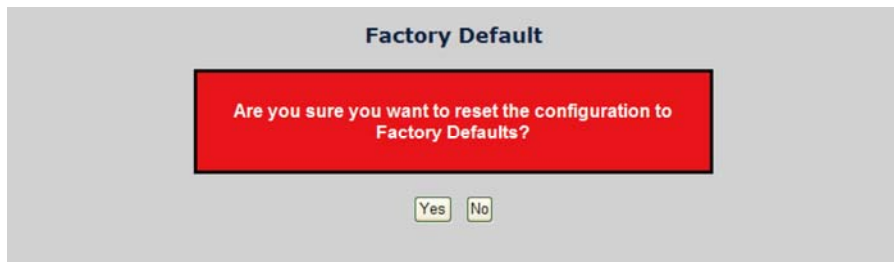 Factory Default
Are you sure you want to reset the configuration to
Factory Defaults?
Yes No